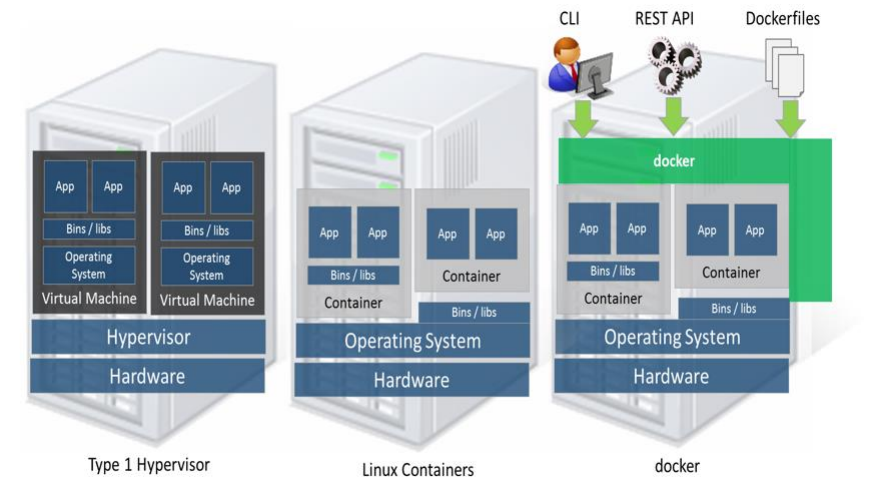 CLI
REST API
Dockerfiles
App
App
Bins / libs
Operating
System
Virtual Machine
App
App
Bins / libs
Operating
System
Virtual Machine
Hypervisor
Hardware
Type 1 Hypervisor
App
App
Bins / libs
Container
App
App
Container
Bins / libs
Operating System
Hardware
Linux Containers
docker
App
App
Bins / libs
Container
App
App
Container
Bins / libs
Operating System
Hardware
docker